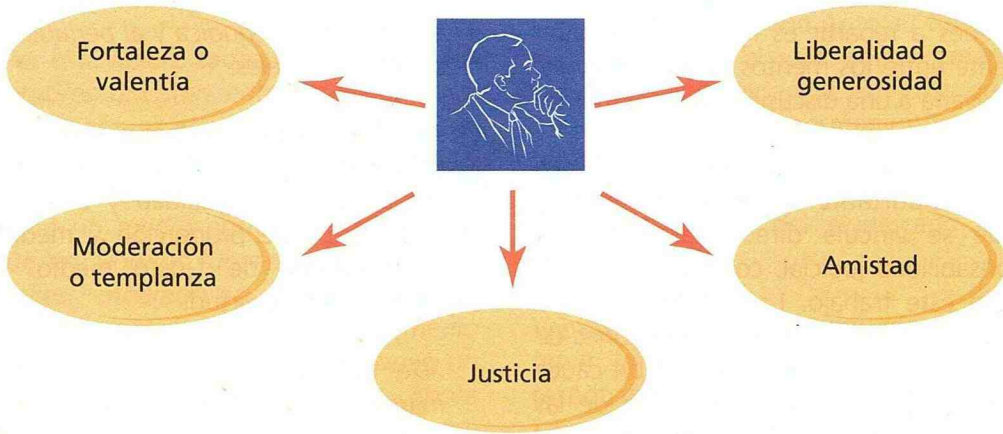 Fortaleza o
valentía
Liberalidad o
generosidad
Moderación
o templanza
Amistad
Justicia